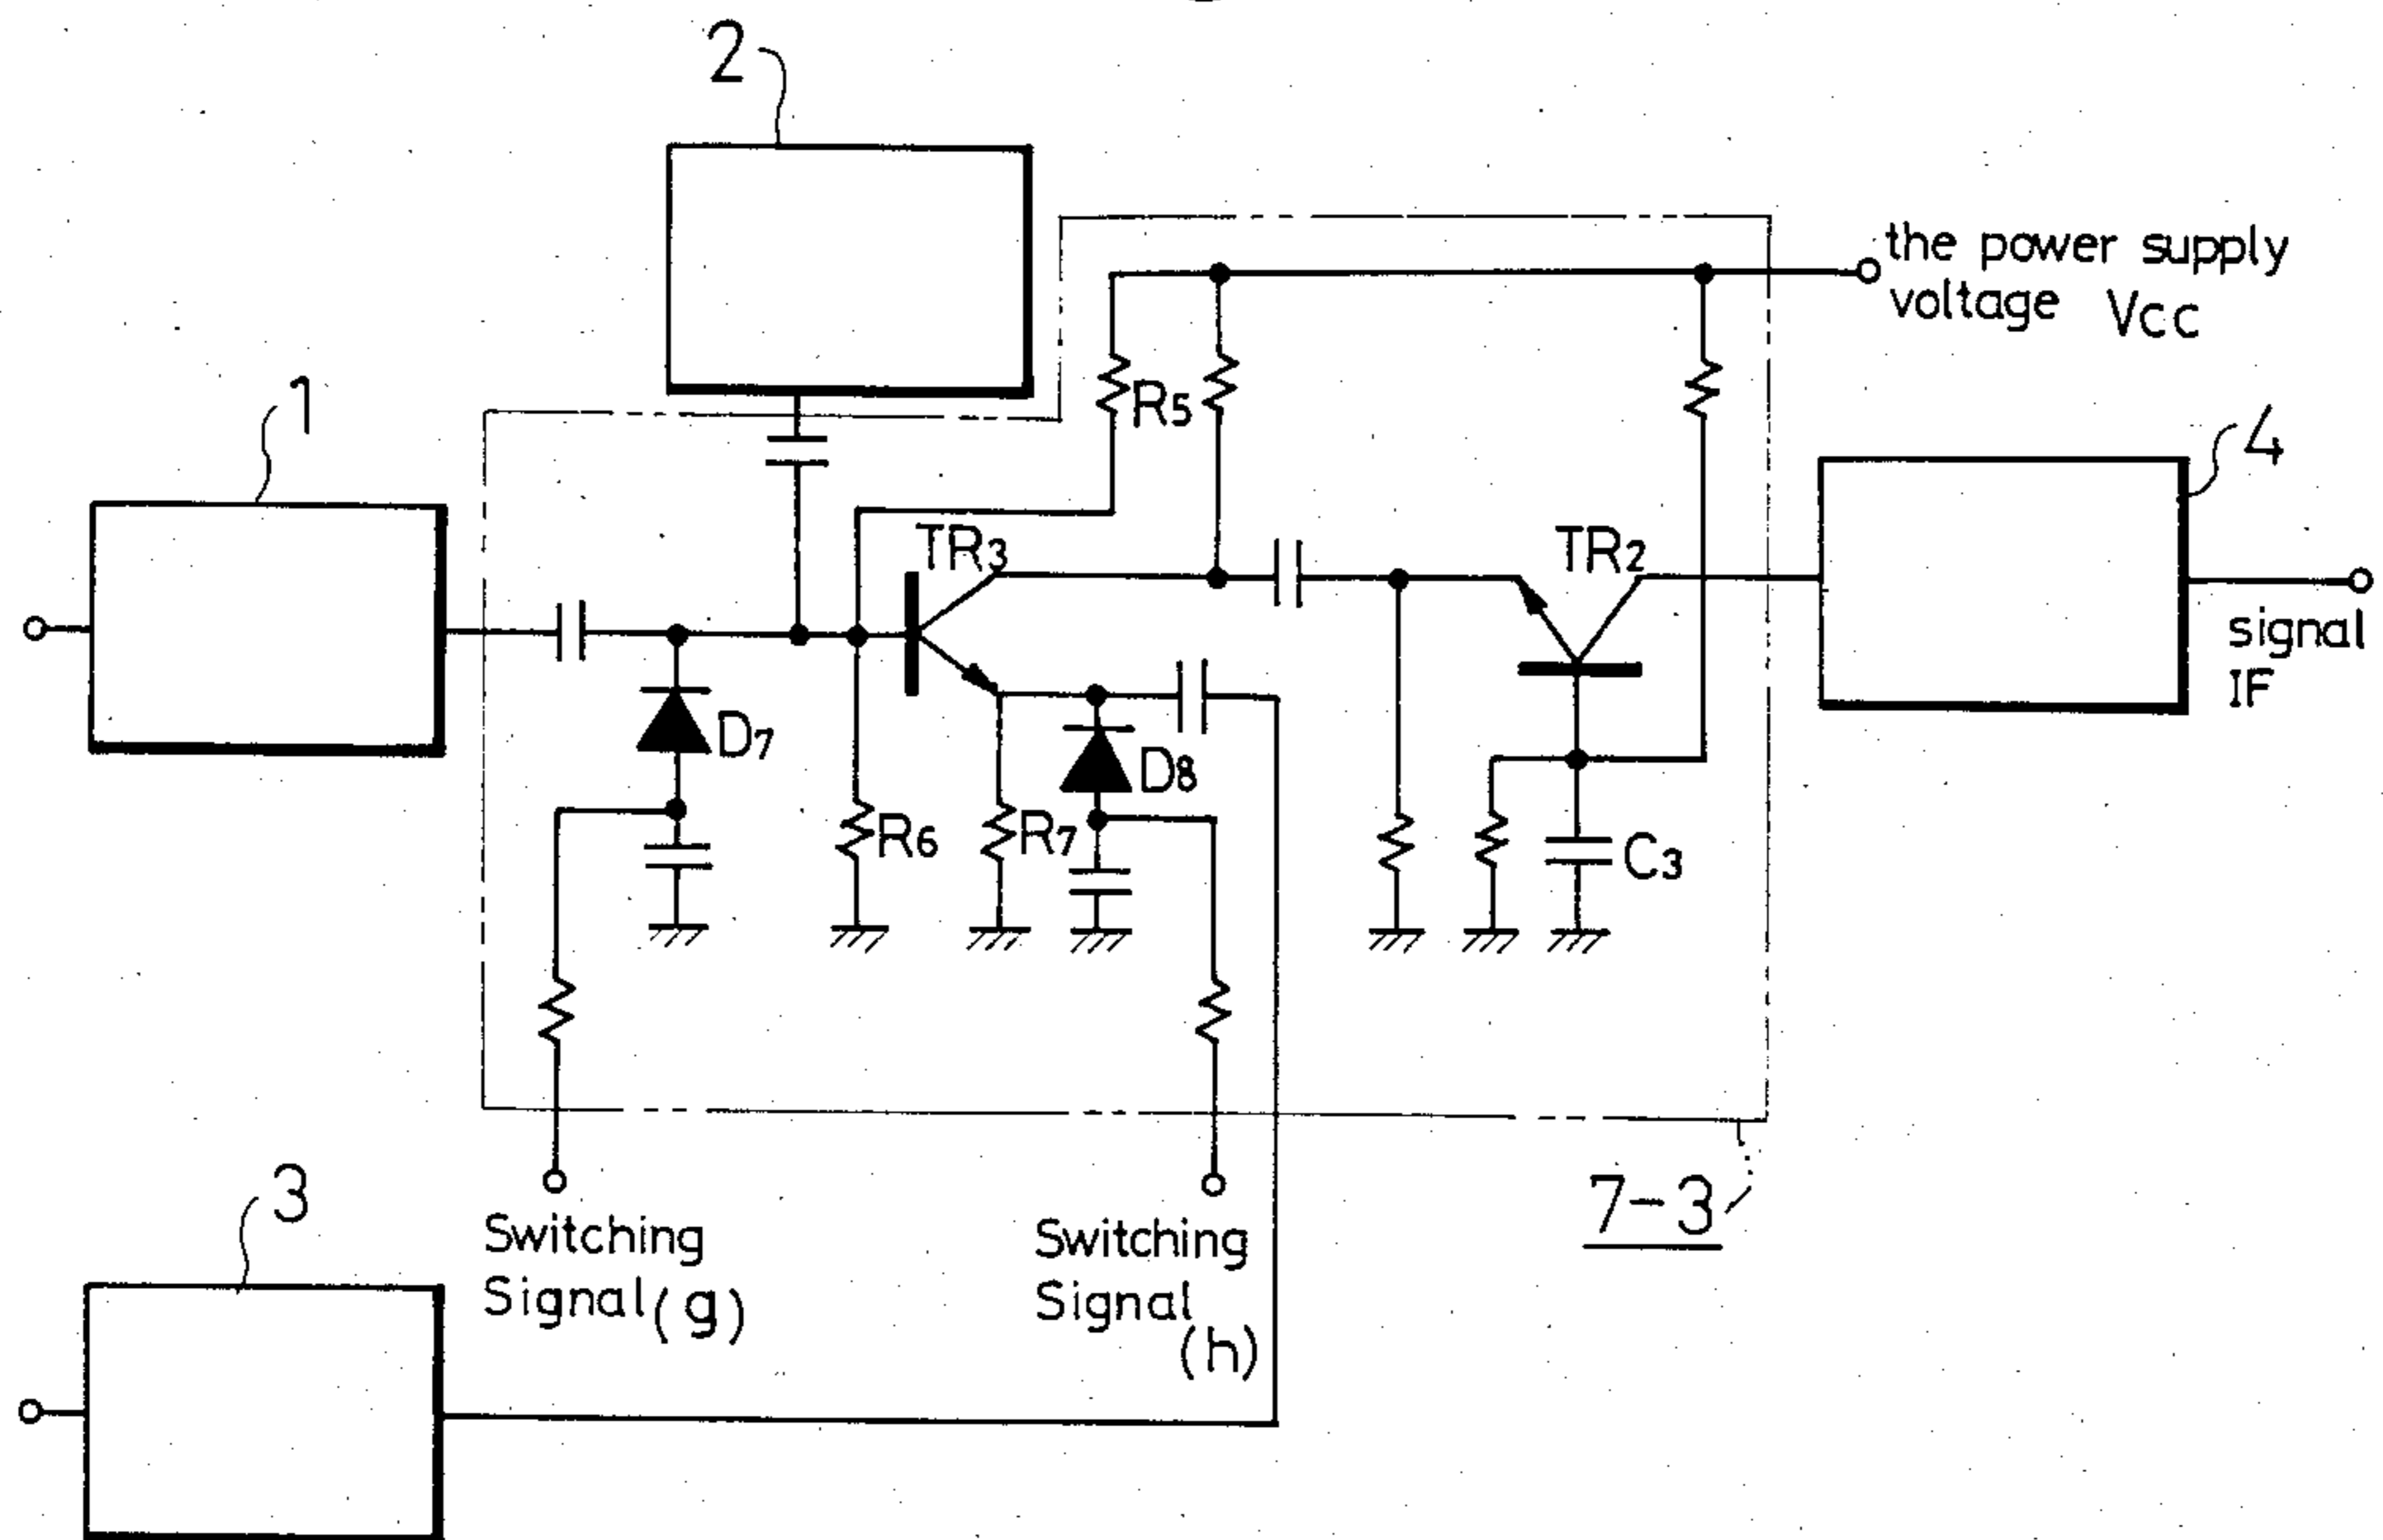 2
the power supply
voltage VCC
1
R5
4
TR3
TR2
signal
IF
D7
D8
R6
R7
C3
3
7-3
Switching
Signal (g)
Switching
Signal
(h)